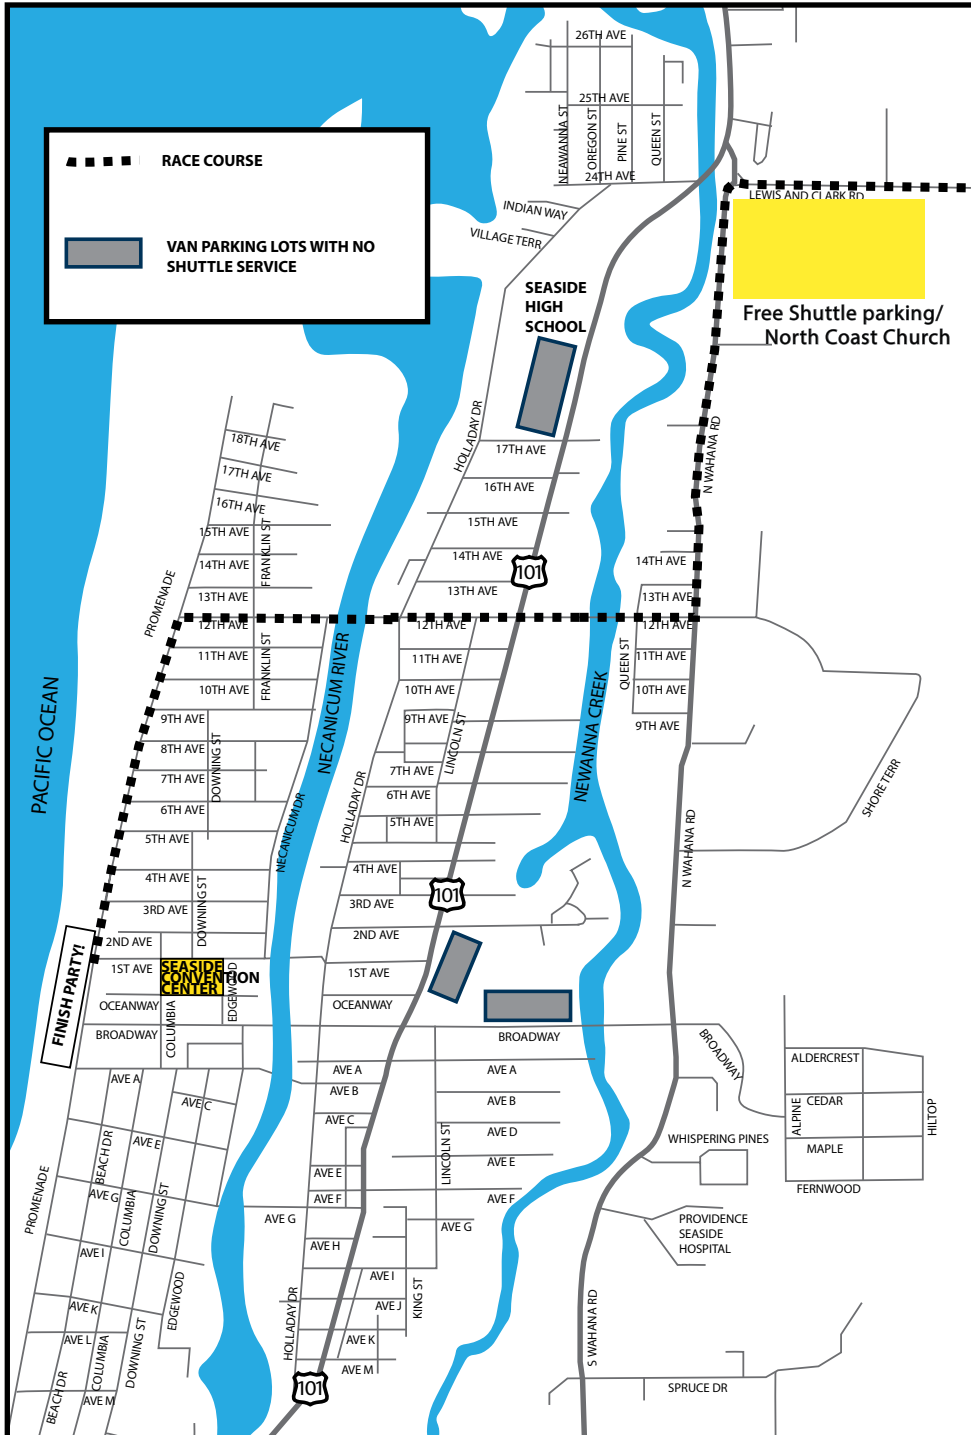 RACE COURSE
VAN PARKING LOTS WITH NO
SHUTTLE SERVICE
26TH AVE
25TH AVE
NEAWANNA ST
OREGON ST
PINE ST
QUEEN ST
24TH AVE
INDIAN WAY
VILLAGE TERR
LEWIS AND CLARK RD
Free Shuttle parking/
North Coast Church
SEASIDE
HIGH
SCHOOL
HOLLADAY DR
N WAHANA RD
18TH AVE
17TH AVE
16TH AVE
15TH AVE
14TH AVE
13TH AVE
12TH AVE
11TH AVE
10TH AVE
9TH AVE
8TH AVE
7TH AVE
6TH AVE
5TH AVE
4TH AVE
3RD AVE
2ND AVE
1ST AVE
OCEANWAY
BROADWAY
FRANKLIN ST
FRANKLIN ST
PROMENADE
DOWNING ST
DOWNING ST
NECANICUM DR
NECANICUM RIVER
PACIFIC OCEAN
17TH AVE
16TH AVE
15TH AVE
14TH AVE
13TH AVE
101
12TH AVE
11TH AVE
10TH AVE
9TH AVE
7TH AVE
6TH AVE
5TH AVE
4TH AVE
3RD AVE
2ND AVE
1ST AVE
OCEANWAY
LINCOLN ST
HOLLADAY DR
101
NEWANNA CREEK
14TH AVE
13TH AVE
12TH AVE
11TH AVE
10TH AVE
9TH AVE
QUEEN ST
N WAHANA RD
SHORE TERR
FINISH PARTY!
SEASIDE
CONVENTION
CENTER
EDGEWOOD
COLUMBIA
BROADWAY
BROADWAY
AVE A
AVE C
AVE E
AVE G
AVE I
AVE K
AVE L
AVE M
BEACH DR
COLUMBIA
DOWNING ST
EDGEWOOD
PROMENADE
BEACH DR
COLUMBIA
DOWNING ST
AVE A
AVE B
AVE C
AVE E
AVE F
AVE G
AVE H
AVE I
AVE J
AVE K
AVE M
HOLLADAY DR
KING ST
101
AVE A
AVE B
AVE D
AVE E
AVE F
AVE G
LINCOLN ST
ALDERCREST
CEDAR
MAPLE
FERNWOOD
ALPINE
HILTOP
WHISPERING PINES
PROVIDENCE
SEASIDE
HOSPITAL
S WAHANA RD
SPRUCE DR